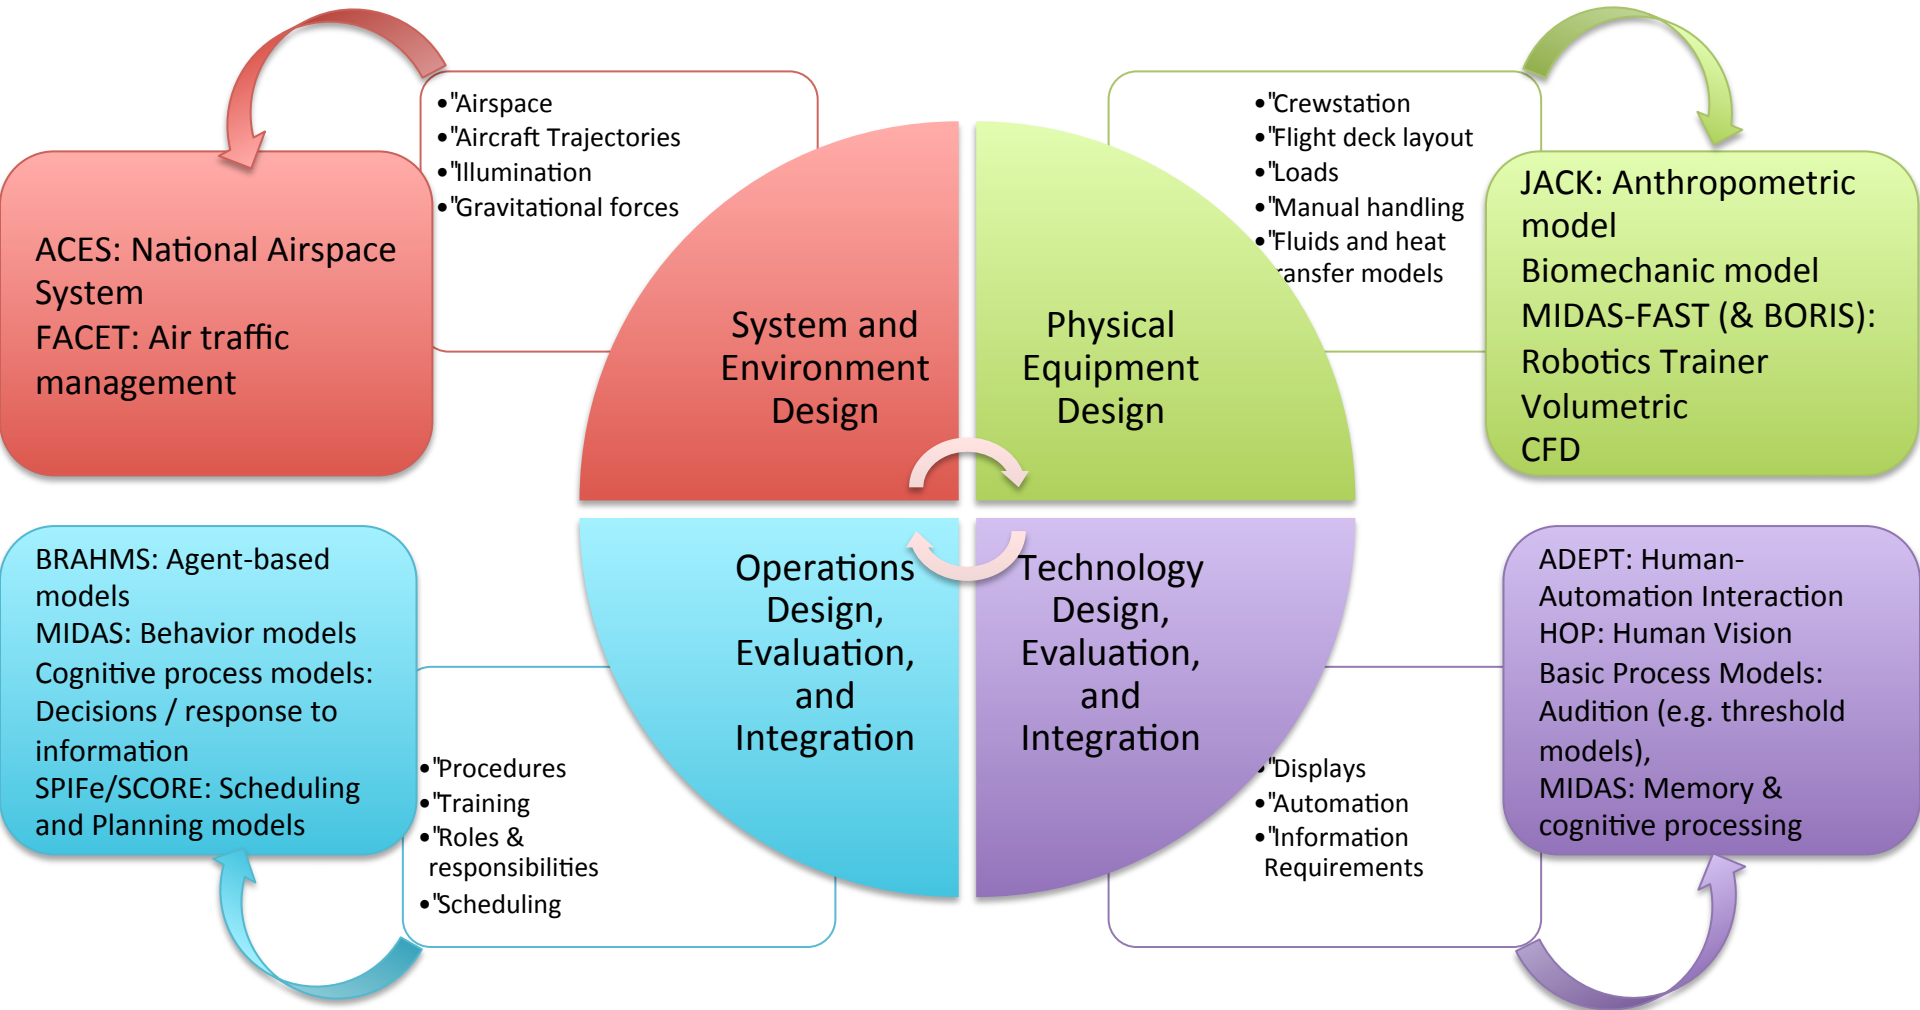 •"Airspace
•"Aircraft Trajectories
•"Illumination
•"Gravitational forces
ACES: National Airspace
System
FACET: Air traffic
management
System and
Environment
Design
•"Crewstation
•"Flight deck layout
•"Loads
•"Manual handling
•"Fluids and heat
ransfer models
JACK: Anthropometric
model
Biomechanic model
MIDAS-FAST (& BORIS):
Robotics Trainer
Volumetric
CFD
Physical
Equipment
Design
BRAHMS: Agent-based
models
MIDAS: Behavior models
Cognitive process models:
Decisions / response to
information
SPIFe/SCORE: Scheduling
and Planning models
Operations
Design,
Evaluation,
and
Integration
•"Procedures
•"Training
•"Roles &
responsibilities
•"Scheduling
Technology
Design,
Evaluation,
and
Integration
•"Displays
•"Automation
•"Information
Requirements
ADEPT: Human-
Automation Interaction
HOP: Human Vision
Basic Process Models:
Audition (e.g. threshold
models),
MIDAS: Memory &
cognitive processing